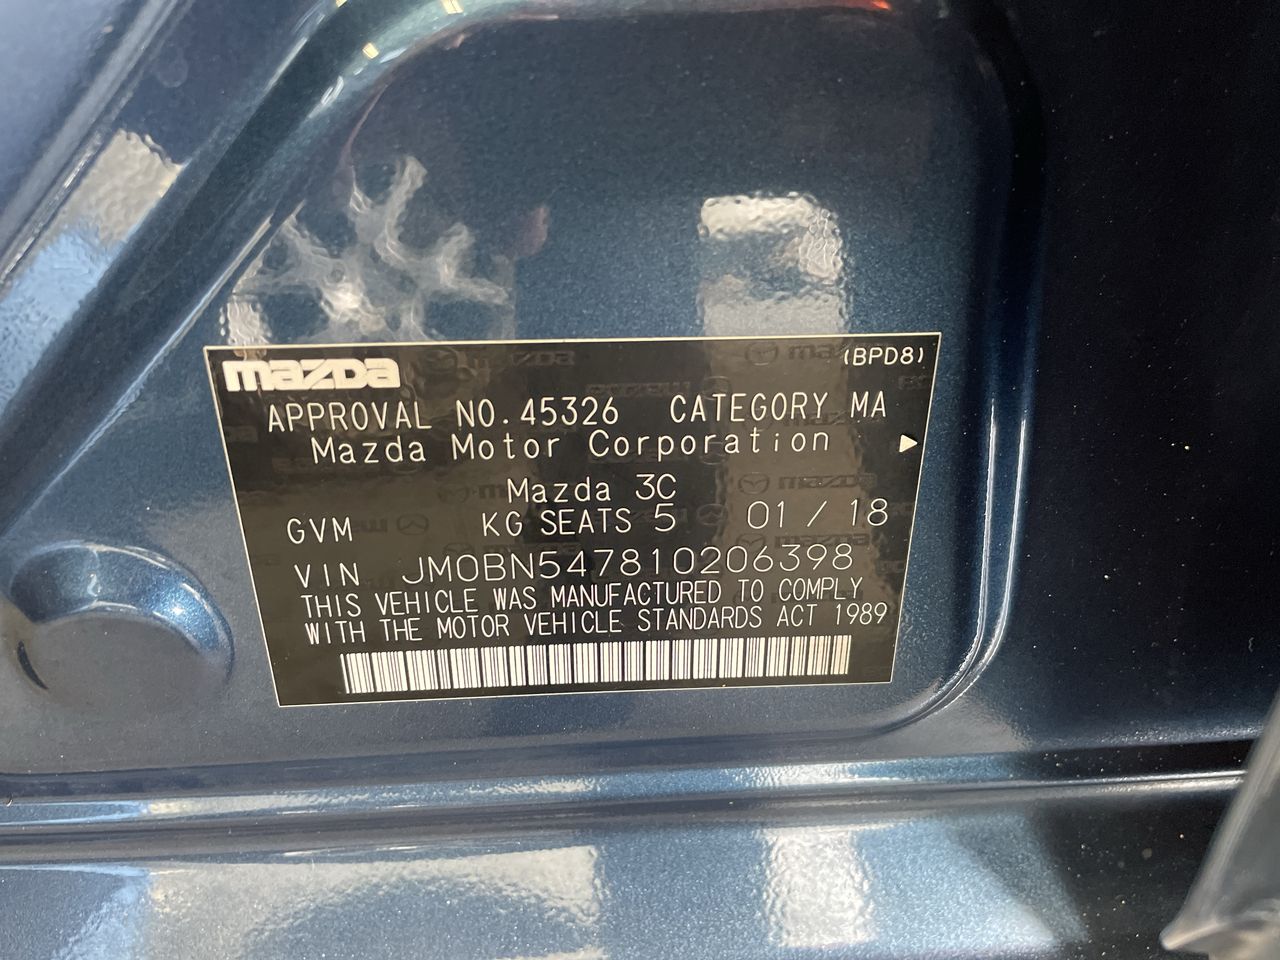 mazda (BPD8)
APPROVAL NO.45326 CATEGORY MA
Mazda Motor Corporation
Mazda 3C
GVM KG SEATS 5 01 / 18
VIN JM0BN547810206398
THIS VEHICLE WAS MANUFACTURED TO COMPLY
WITH THE MOTOR VEHICLE STANDARDS ACT 1989